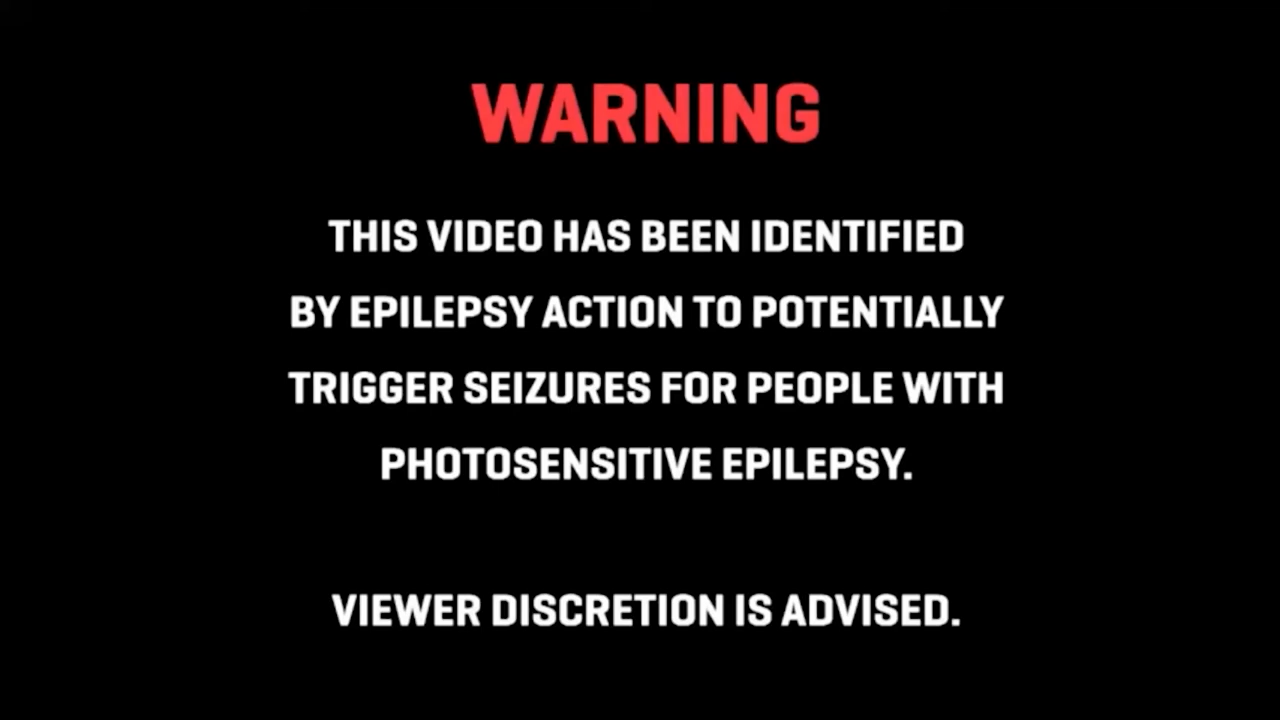 WARNING
THIS VIDEO HAS BEEN IDENTIFIED
BY EPILEPSY ACTION TO POTENTIALLY
TRIGGER SEIZURES FOR PEOPLE WITH
PHOTOSENSITIVE EPILEPSY.
VIEWER DISCRETION IS ADVISED.